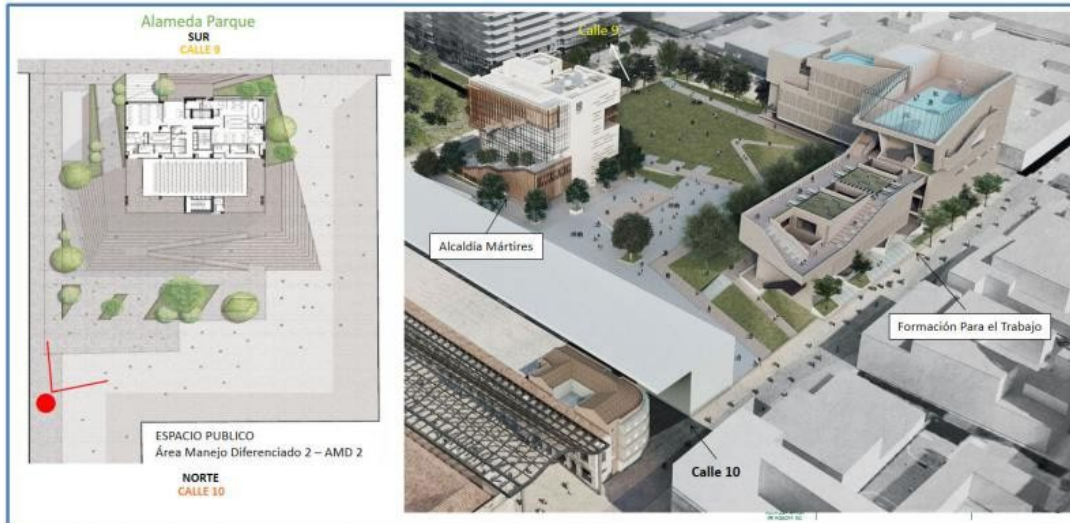 Alameda Parque
SUR
CALLE 9
ESPACIO PUBLICO
Área Manejo Diferenciado 2 – AMD 2
NORTE
CALLE 10
Calle 9
Alcaldía Mártires
Formación Para el Trabajo
Calle 10